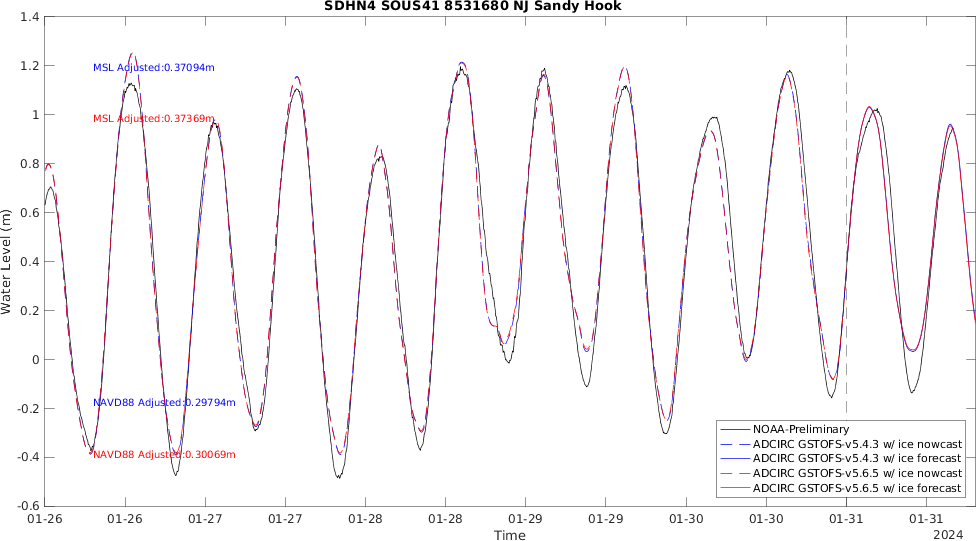 SDHN4 SOUS41 8531680 NJ Sandy Hook
1.4
1.2
1
0.8
0.6
0.4
0.2
0
-0.2
-0.4
-0.6
Water Level (m)
MSL Adjusted:0.37094m
MSL Adjusted:0.37369m
NAVD88 Adjusted:0.29794m
NAVD88 Adjusted:0.30069m
NOAA-Preliminary
ADCIRC GSTOFS-v5.4.3 w/ ice nowcast
ADCIRC GSTOFS-v5.4.3 w/ ice forecast
ADCIRC GSTOFS-v5.6.5 w/ ice nowcast
ADCIRC GSTOFS-v5.6.5 w/ ice forecast
01-26 01-26 01-27 01-27 01-28 01-28 01-29 01-29 01-30 01-30 01-31 01-31
Time
2024